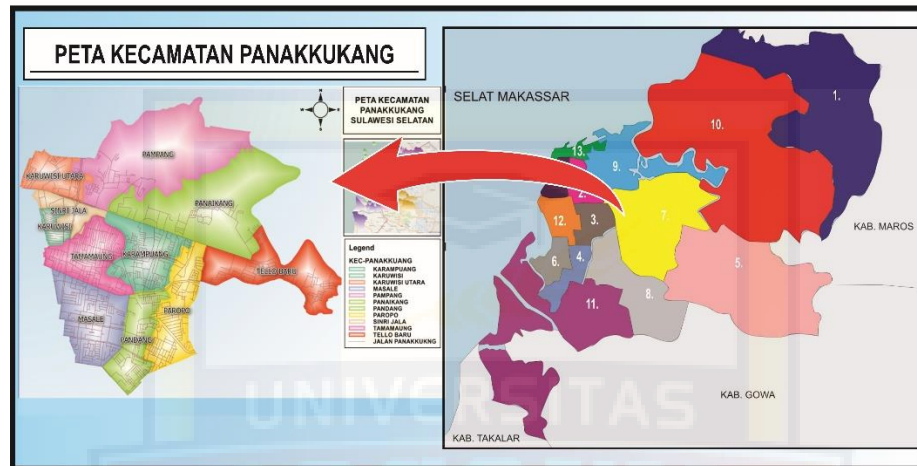 PETA KECAMATAN PANAKKUKANG
PETA KECAMATAN
PANAKKUKANG
SULAWESI SELATAN
PAMPANG
KARUWISI UTARA
SINRI JALA
KARUWISI
PANAIKANG
TAMAMAUNG
KARAMPUANG
TELLO BARU
MASALE
PAROPO
PANDANG
Legend
KEC-PANAKKUANG
KARAMPUANG
KARUWISI
KARUWISI UTARA
MASALE
PAMPANG
PANAIKANG
PANDANG
PAROPO
SINRI JALA
TAMAMAUNG
TELLO BARU
JALAN PANAKKUKNG
SELAT MAKASSAR
1.
10.
13.
9.
2.
7.
12.
3.
KAB. MAROS
6.
4.
5.
11.
8.
KAB. GOWA
KAB. TAKALAR
UNIVERSITAS